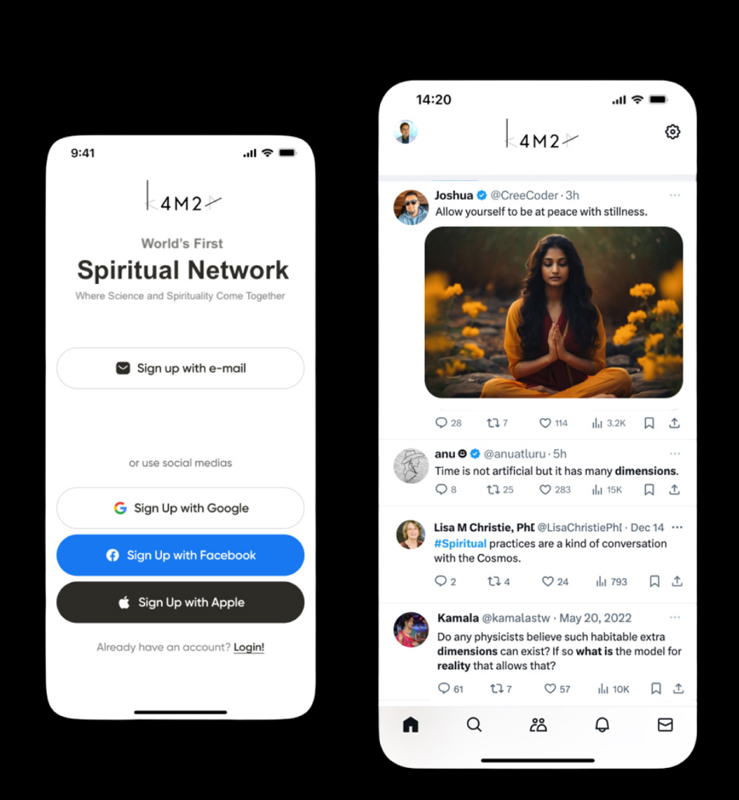 9:41
K4M2A
World's First
Spiritual Network
Where Science and Spirituality Come Together
Sign up with e-mail
or use social medias
Sign Up with Google
Sign Up with Facebook
Sign Up with Apple
Already have an account? Login!
14:20
K4M2A
Joshua @CreeCoder · 3h
Allow yourself to be at peace with stillness.
28 7 114 3.2K
anu @anuatluru · 5h
Time is not artificial but it has many dimensions.
8 25 283 15K
Lisa M Christie, PhD @LisaChristiePhD · Dec 14
#Spiritual practices are a kind of conversation
with the Cosmos.
2 4 24 793
Kamala @kamalastw · May 20, 2022
Do any physicists believe such habitable extra
dimensions can exist? If so what is the model for
reality that allows that?
61 7 57 10K